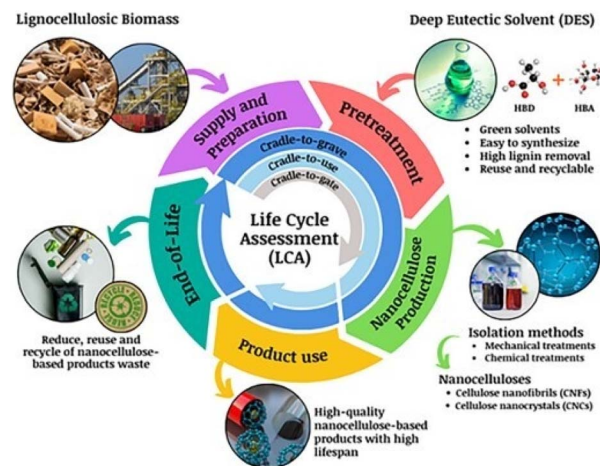 Lignocellulosic Biomass
Deep Eutectic Solvent (DES)
HBD
+
HBA
• Green solvents
• Easy to synthesize
• High lignin removal
• Reuse and recyclable
Supply and
Preparation
Pretreatment
Cradle-to-grave
Cradle-to-use
Cradle-to-gate
Life Cycle
Assessment
(LCA)
End-of-Life
Nanocellulose
Production
Product use
Reduce, reuse and
recycle of nanocellulose-
based products waste
Isolation methods
• Mechanical treatments
• Chemical treatments
Nanocelluloses
• Cellulose nanofibrils (CNFs)
• Cellulose nanocrystals (CNCs)
High-quality
nanocellulose-based
products with high
lifespan